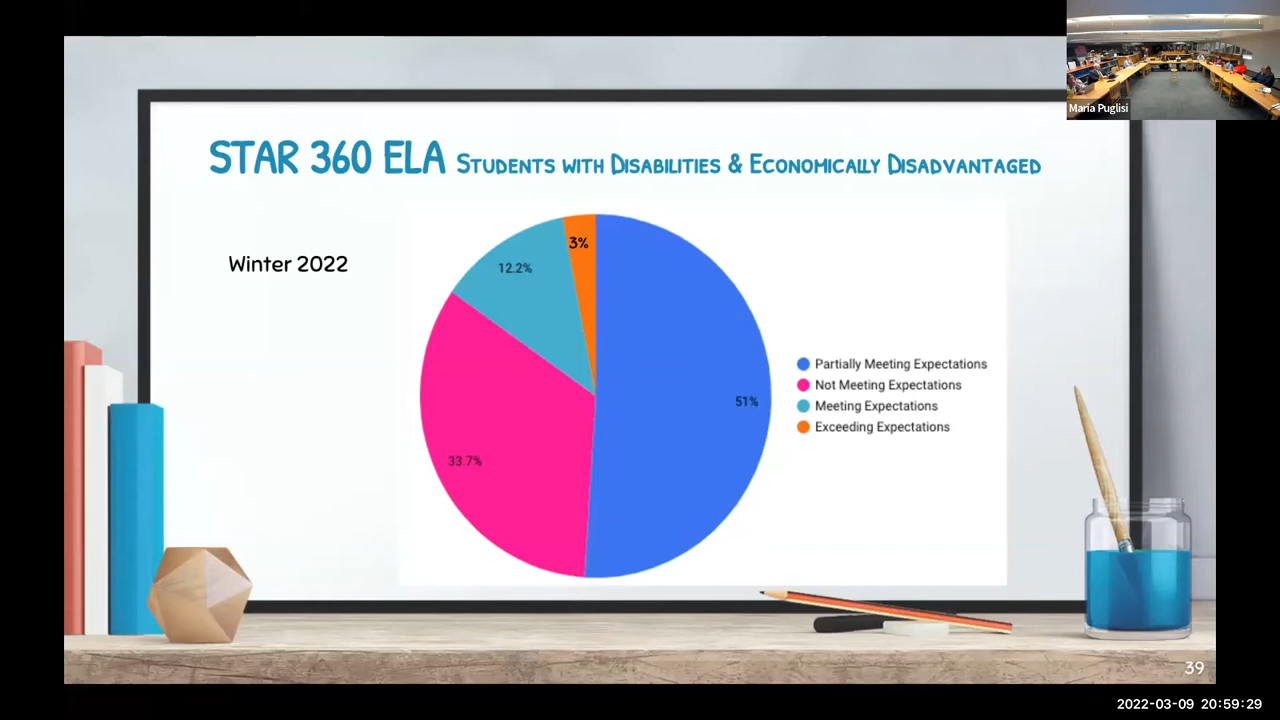 Maria Puglisi
STAR 360 ELA Students with Disabilities & Economically Disadvantaged
Winter 2022
3%
12.2%
51%
33.7%
Partially Meeting Expectations
Not Meeting Expectations
Meeting Expectations
Exceeding Expectations
39
2022-03-09 20:59:29